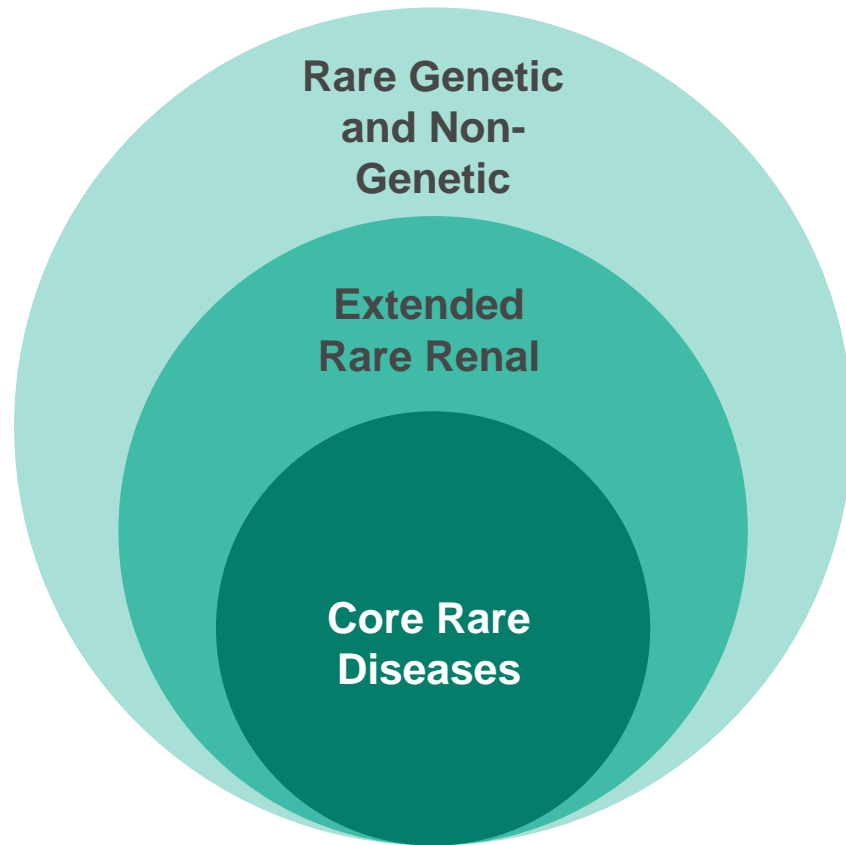 Rare Genetic
and Non-
Genetic
Extended
Rare Renal
Core Rare
Diseases